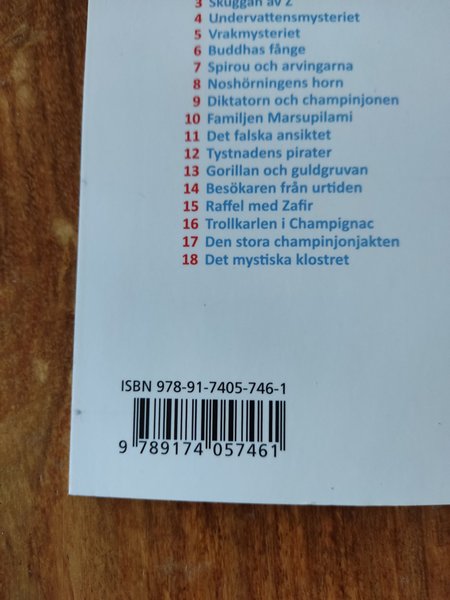 3 Skuggan av Z
4 Undervattensmysteriet
5 Vrakmysteriet
6 Buddhas fånge
7 Spirou och arvingarna
8 Noshörningens horn
9 Diktatorn och champinjonen
10 Familjen Marsupilami
11 Det falska ansiktet
12 Tystnadens pirater
13 Gorillan och guldgruvan
14 Besökaren från urtiden
15 Raffel med Zafir
16 Trollkarlen i Champignac
17 Den stora champinjonjakten
18 Det mystiska klostret
ISBN 978-91-7405-746-1
9 789174 057461